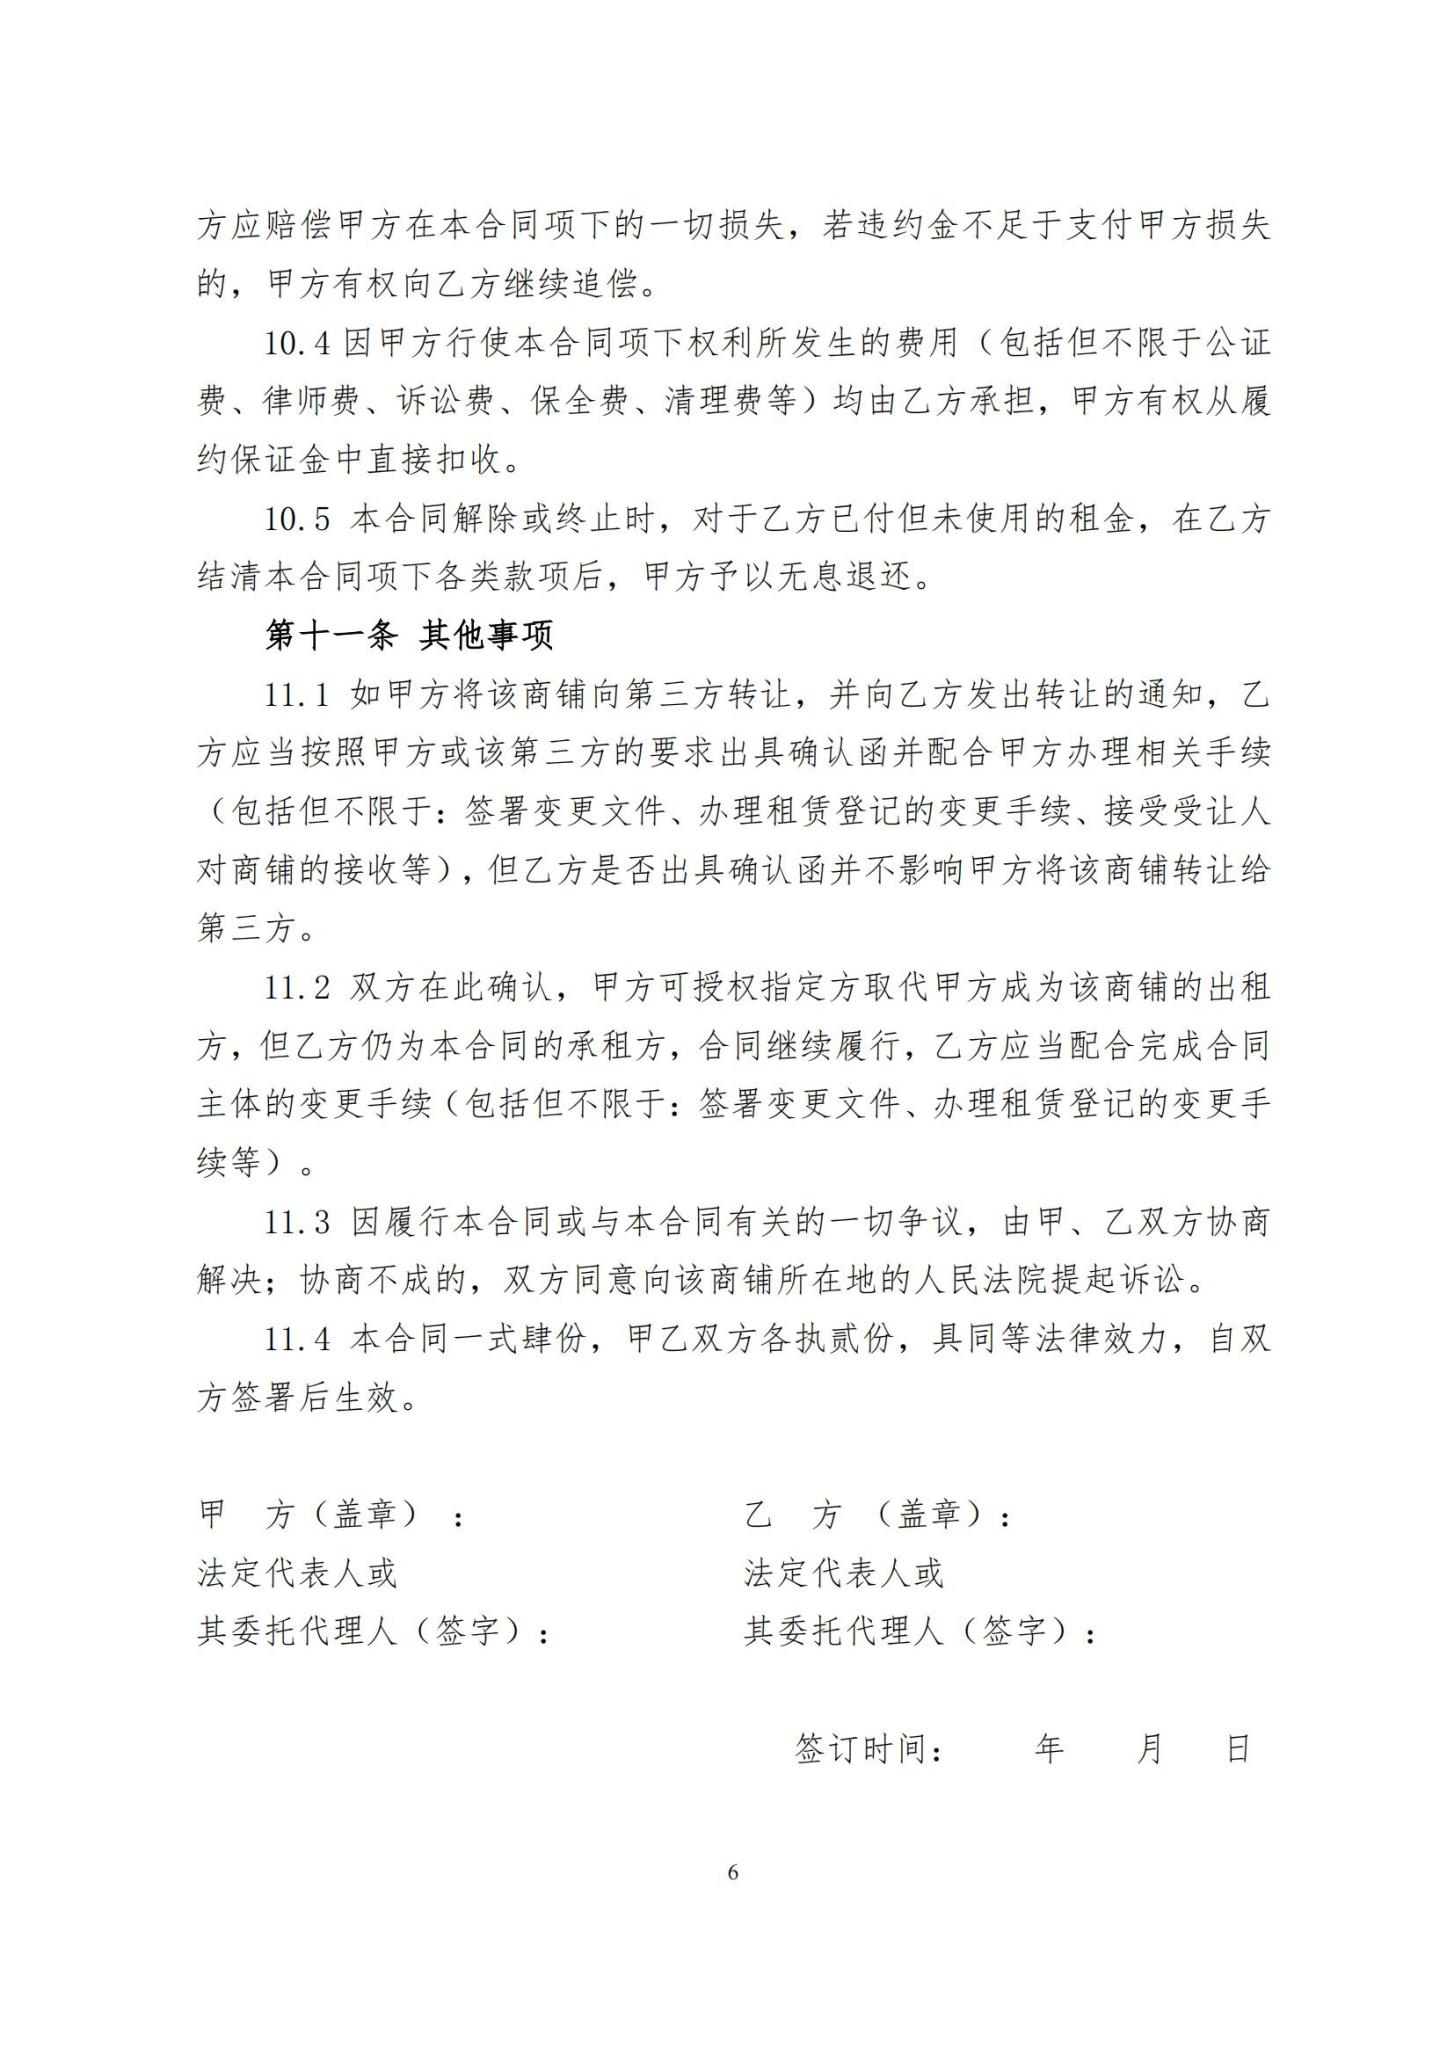 方应赔偿甲方在本合同项下的一切损失，若违约金不足于支付甲方损失
的，甲方有权向乙方继续追偿。
10.4 因甲方行使本合同项下权利所发生的费用（包括但不限于公证
费、律师费、诉讼费、保全费、清理费等）均由乙方承担，甲方有权从履
约保证金中直接扣收。
10.5 本合同解除或终止时，对于乙方已付但未使用的租金，在乙方
结清本合同项下各类款项后，甲方予以无息退还。
第十一条 其他事项
11.1 如甲方将该商铺向第三方转让，并向乙方发出转让的通知，乙
方应当按照甲方或该第三方的要求出具确认函并配合甲方办理相关手续
（包括但不限于：签署变更文件、办理租赁登记的变更手续、接受受让人
对商铺的接收等），但乙方是否出具确认函并不影响甲方将该商铺转让给
第三方。
11.2 双方在此确认，甲方可授权指定方取代甲方成为该商铺的出租
方，但乙方仍为本合同的承租方，合同继续履行，乙方应当配合完成合同
主体的变更手续（包括但不限于：签署变更文件、办理租赁登记的变更手
续等）。
11.3 因履行本合同或与本合同有关的一切争议，由甲、乙双方协商
解决；协商不成的，双方同意向该商铺所在地的人民法院提起诉讼。
11.4 本合同一式肆份，甲乙双方各执贰份，具同等法律效力，自双
方签署后生效。
甲　方（盖章）：　乙　方（盖章）：
法定代表人或　法定代表人或
其委托代理人（签字）：　其委托代理人（签字）：
签订时间：　年　月　日
6